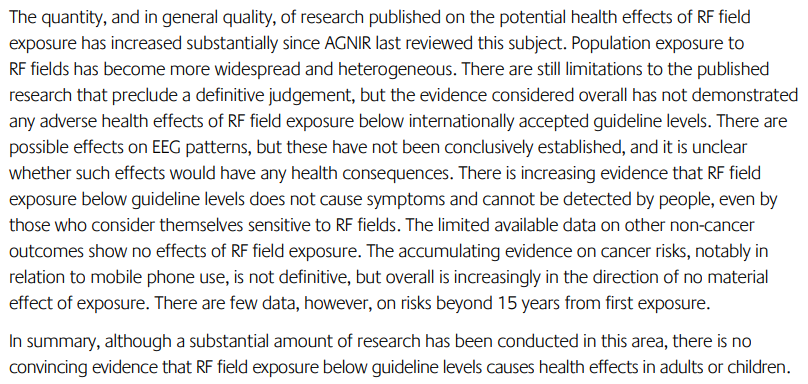 The quantity, and in general quality, of research published on the potential health effects of RF field
exposure has increased substantially since AGNIR last reviewed this subject. Population exposure to
RF fields has become more widespread and heterogeneous. There are still limitations to the published
research that preclude a definitive judgement, but the evidence considered overall has not demonstrated
any adverse health effects of RF field exposure below internationally accepted guideline levels. There are
possible effects on EEG patterns, but these have not been conclusively established, and it is unclear
whether such effects would have any health consequences. There is increasing evidence that RF field
exposure below guideline levels does not cause symptoms and cannot be detected by people, even by
those who consider themselves sensitive to RF fields. The limited available data on other non-cancer
outcomes show no effects of RF field exposure. The accumulating evidence on cancer risks, notably in
relation to mobile phone use, is not definitive, but overall is increasingly in the direction of no material
effect of exposure. There are few data, however, on risks beyond 15 years from first exposure.
In summary, although a substantial amount of research has been conducted in this area, there is no
convincing evidence that RF field exposure below guideline levels causes health effects in adults or children.